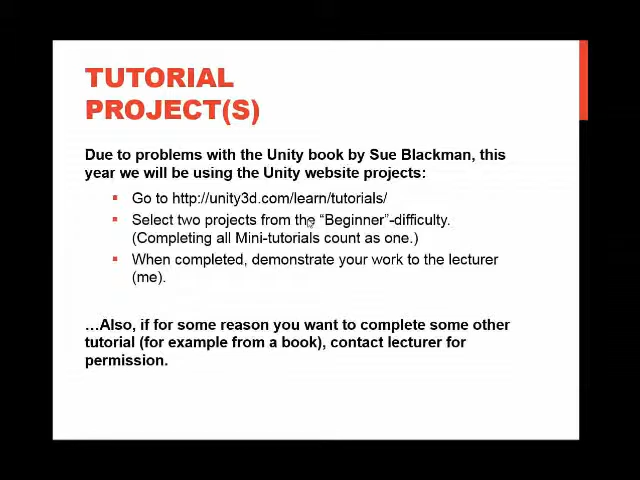 TUTORIAL
PROJECT(S)
Due to problems with the Unity book by Sue Blackman, this
year we will be using the Unity website projects:
▪ Go to http://unity3d.com/learn/tutorials/
▪ Select two projects from the “Beginner”-difficulty.
(Completing all Mini-tutorials count as one.)
▪ When completed, demonstrate your work to the lecturer
(me).
…Also, if for some reason you want to complete some other
tutorial (for example from a book), contact lecturer for
permission.